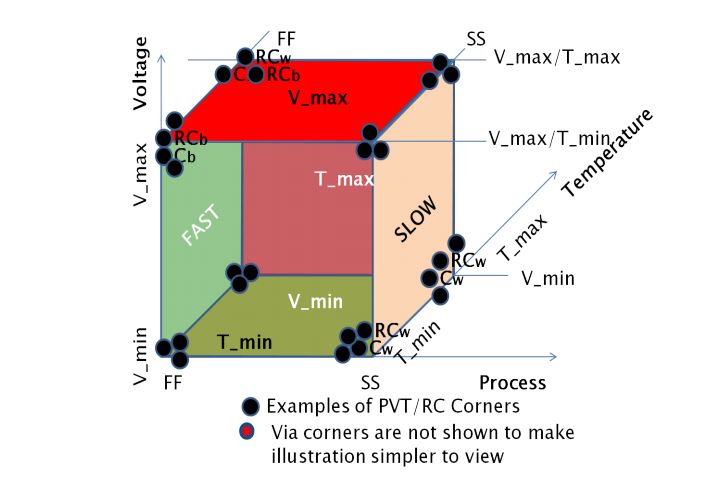 FF
SS
RCw
V_max/T_max
C
RCb
V_max
Voltage
V_max/T_min
RCb
Cb
Temperature
V_max
T_max
FAST
SLOW
T_max
RCw
Cw
V_min
V_min
T_min
RCw
Cw
T_min
V_min
FF
SS
Process
Examples of PVT/RC Corners
Via corners are not shown to make
illustration simpler to view